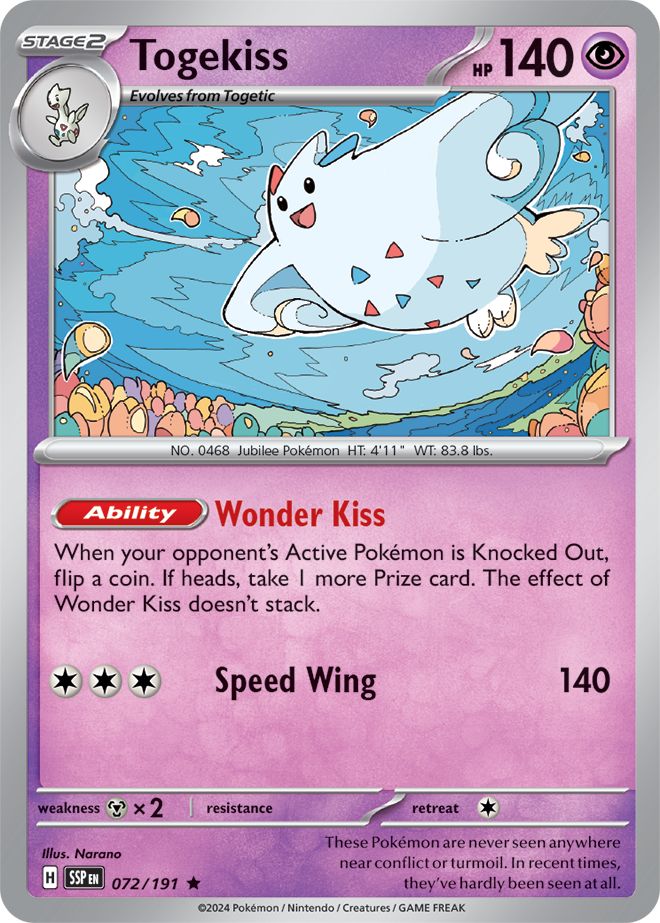 STAGE2
Togekiss
HP 140
Evolves from Togetic
NO. 0468 Jubilee Pokémon HT: 4'11" WT: 83.8 lbs.
Ability Wonder Kiss
When your opponent's Active Pokémon is Knocked Out,
flip a coin. If heads, take 1 more Prize card. The effect of
Wonder Kiss doesn't stack.
Speed Wing 140
weakness ×2 resistance retreat
Illus. Narano
H SSP EN 072/191 ★
These Pokémon are never seen anywhere
near conflict or turmoil. In recent times,
they've hardly been seen at all.
©2024 Pokémon / Nintendo / Creatures / GAME FREAK